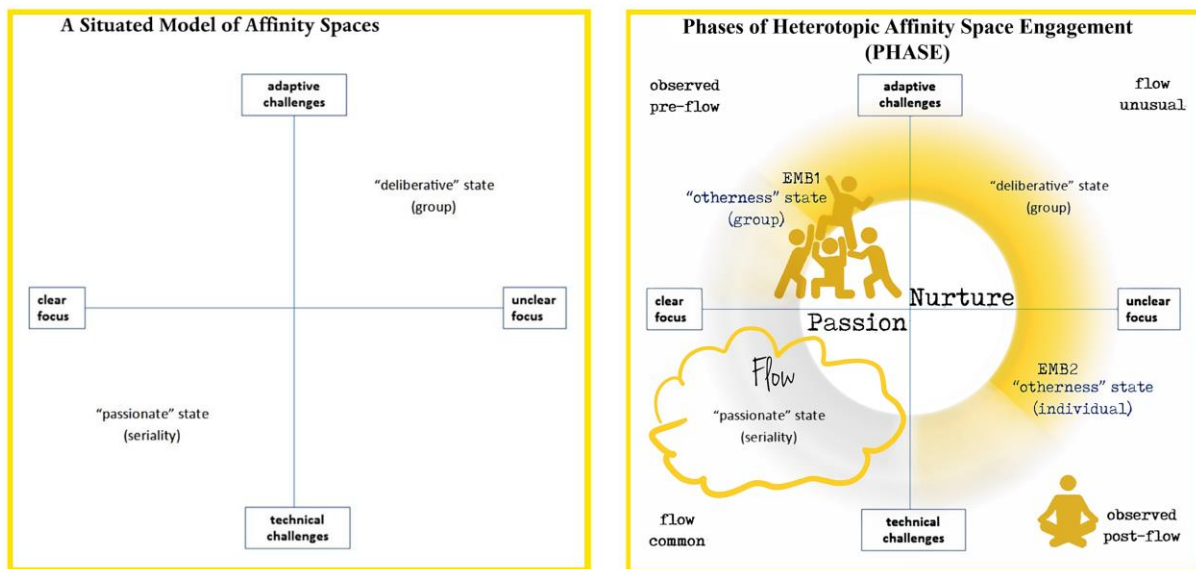 A Situated Model of Affinity Spaces
adaptive
challenges
“deliberative” state
(group)
clear
focus
unclear
focus
“passionate” state
(seriality)
technical
challenges
Phases of Heterotopic Affinity Space Engagement
(PHASE)
observed
pre-flow
adaptive
challenges
flow
unusual
EMB1
“otherness” state
(group)
“deliberative” state
(group)
clear
focus
Nurture
Passion
unclear
focus
Flow
“passionate” state
(seriality)
EMB2
“otherness” state
(individual)
flow
common
technical
challenges
observed
post-flow